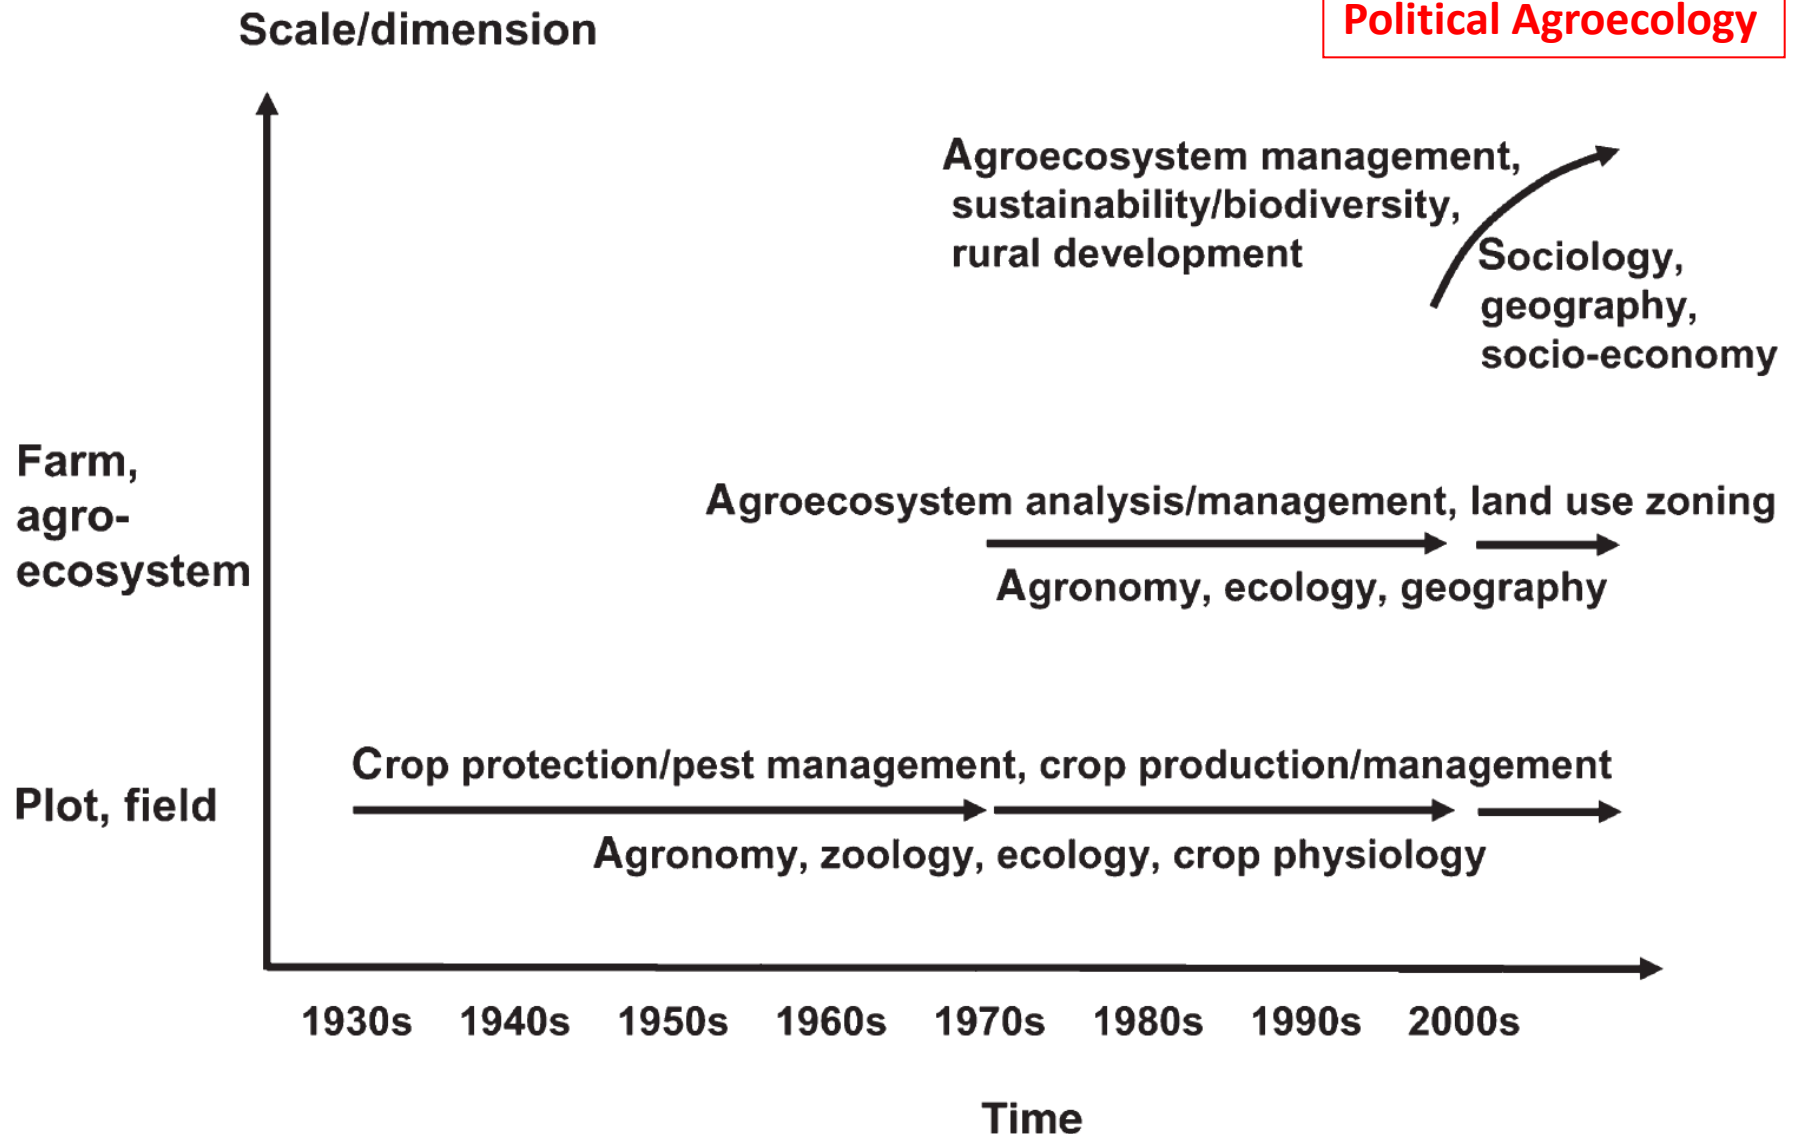 Scale/dimension
Political Agroecology
Agroecosystem management,
sustainability/biodiversity,
rural development
Sociology,
geography,
socio-economy
Farm,
agro-
ecosystem
Agroecosystem analysis/management, land use zoning
Agronomy, ecology, geography
Plot, field
Crop protection/pest management, crop production/management
Agronomy, zoology, ecology, crop physiology
1930s 1940s 1950s 1960s 1970s 1980s 1990s 2000s
Time